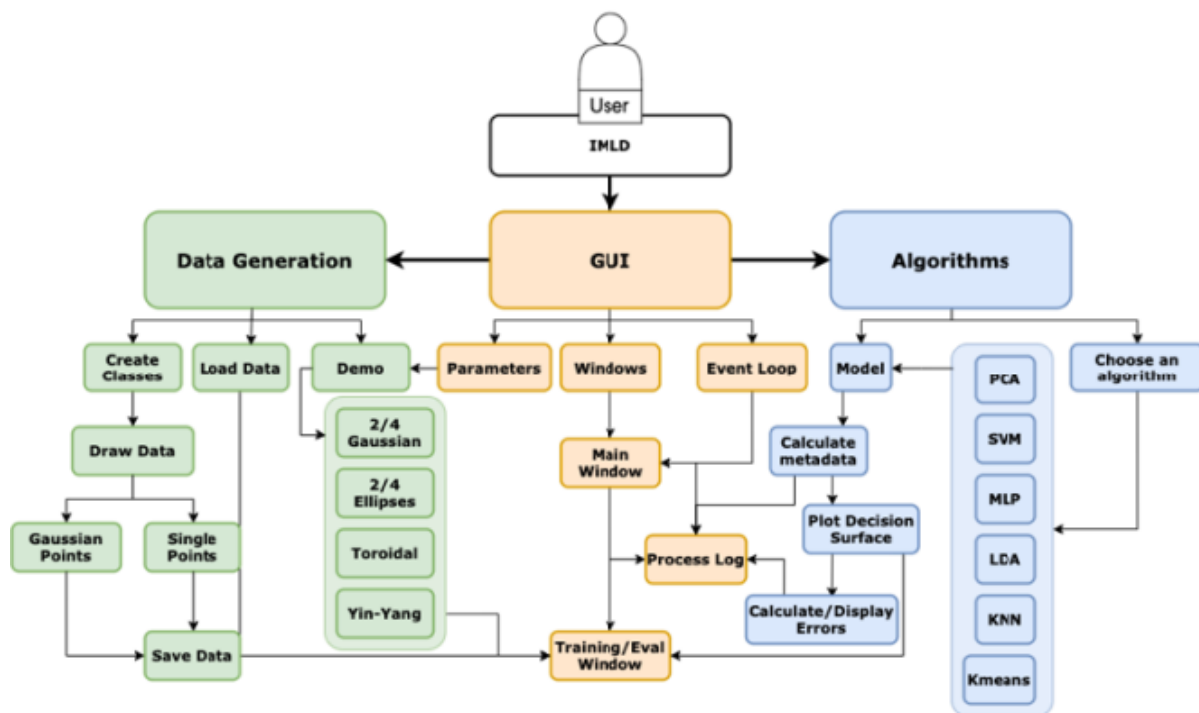 User
IMLD
Data Generation
GUI
Algorithms
Create
Classes
Load Data
Demo
Parameters
Windows
Event Loop
Model
Choose an
algorithm
PCA
SVM
MLP
LDA
KNN
Kmeans
Draw Data
2/4
Gaussian
2/4
Ellipses
Toroidal
Yin-Yang
Main
Window
Calculate
metadata
Gaussian
Points
Single
Points
Process Log
Plot Decision
Surface
Calculate/Display
Errors
Save Data
Training/Eval
Window